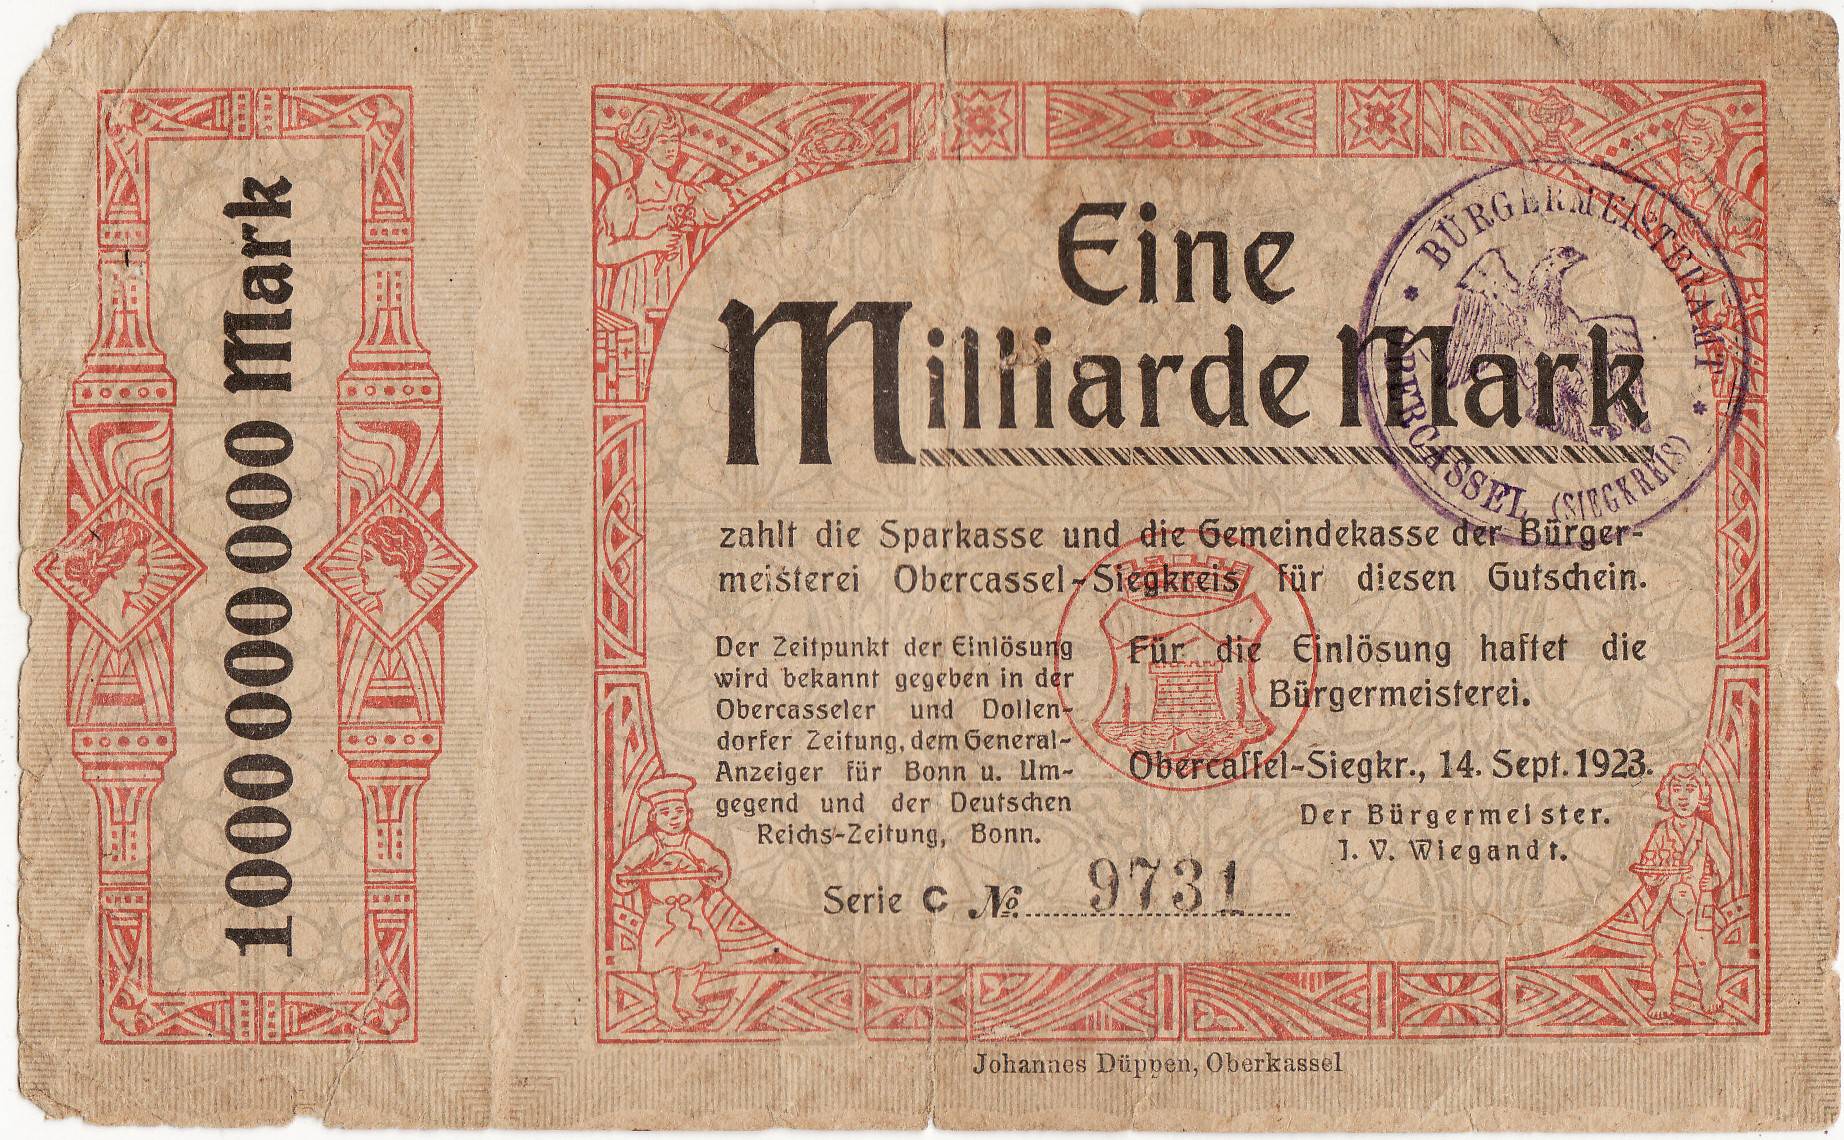 1000 000 000 Mark
Eine
Milliarde Mark
* BÜRGERMEISTERAMT *
OBERCASSEL (SIEGKREIS)
zahlt die Sparkasse und die Gemeindekasse der Bürger-
meisterei Obercassel-Siegkreis für diesen Gutschein.
Der Zeitpunkt der Einlösung
wird bekannt gegeben in der
Obercasseler und Dollen-
dorfer Zeitung, dem General-
Anzeiger für Bonn u. Um-
gegend und der Deutschen
Reichs-Zeitung, Bonn.
Für die Einlösung haftet die
Bürgermeisterei.
Obercaſſel-Siegkr., 14. Sept. 1923.
Der Bürgermeister.
J. V. Wiegandt.
Serie C No. 9731
Johannes Düppen, Oberkassel